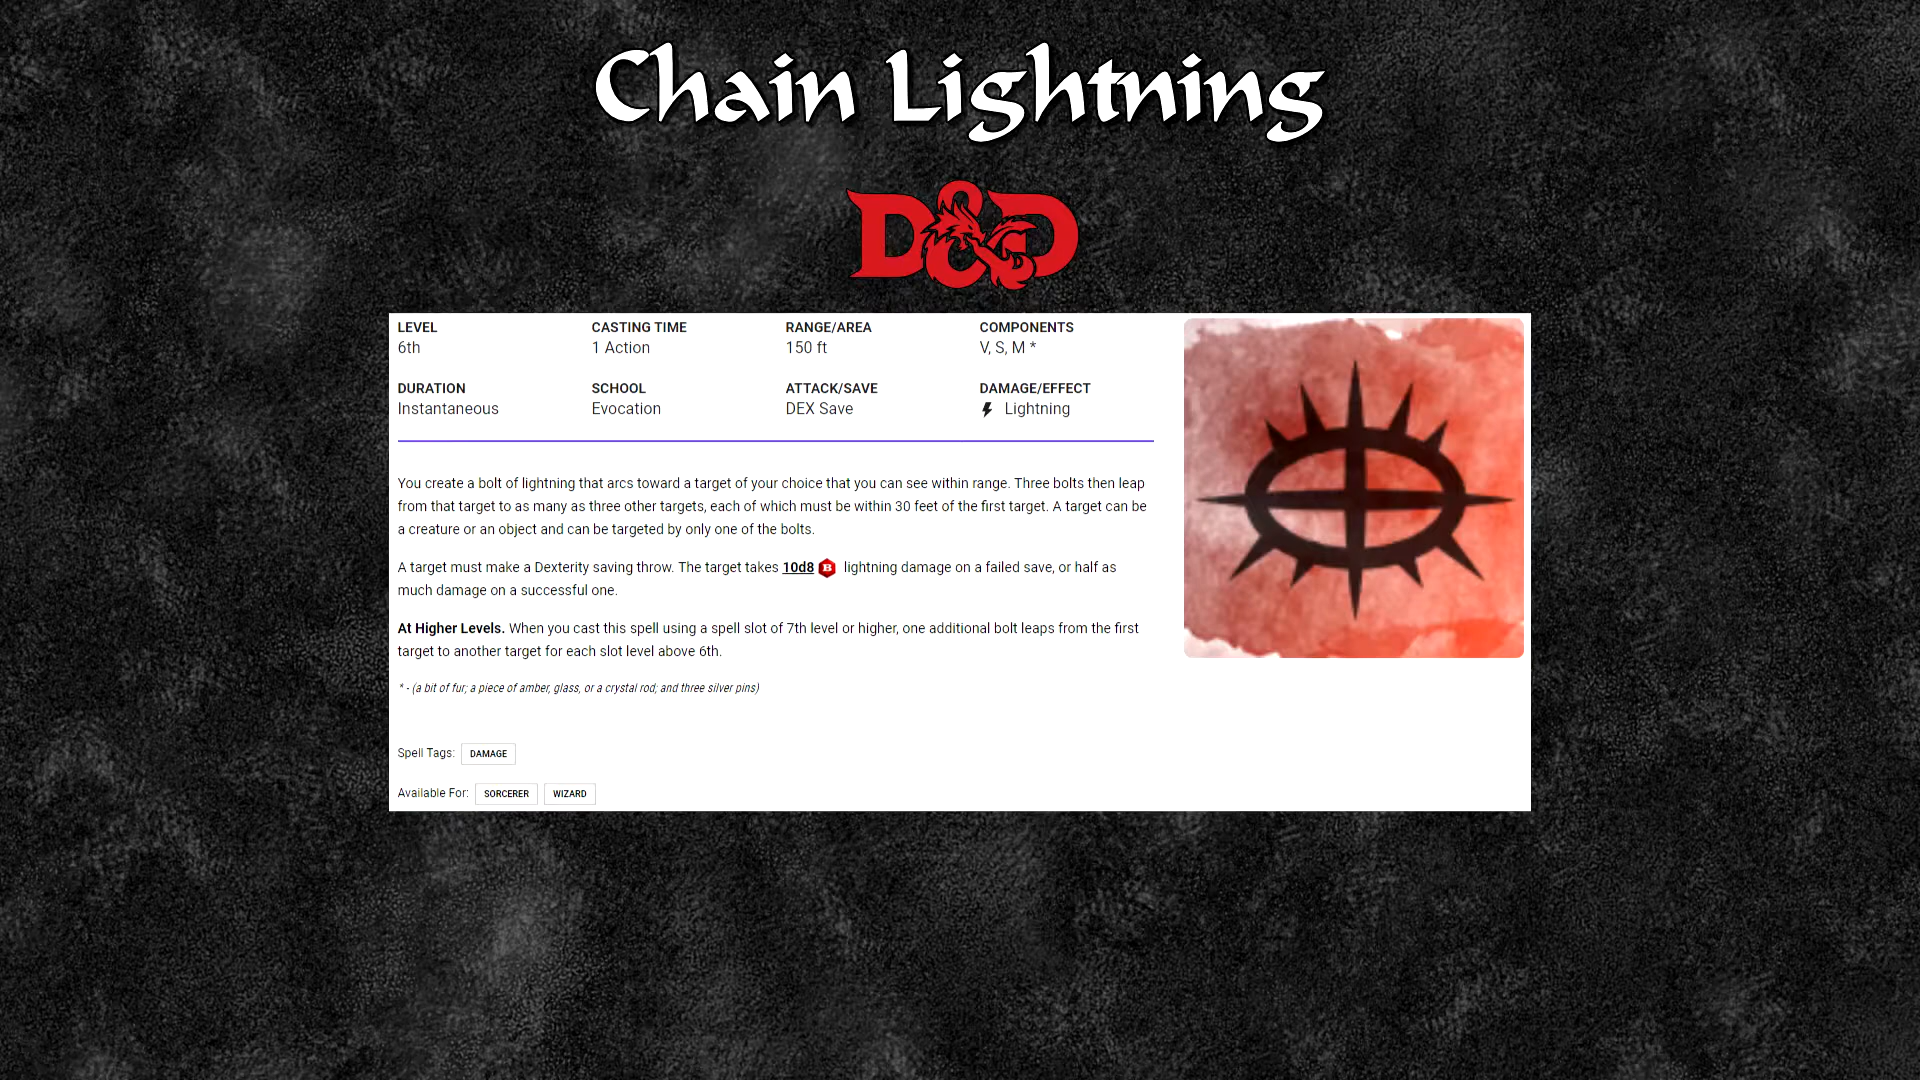 Chain Lightning
D&D
LEVEL
6th
CASTING TIME
1 Action
RANGE/AREA
150 ft
COMPONENTS
V, S, M *
DURATION
Instantaneous
SCHOOL
Evocation
ATTACK/SAVE
DEX Save
DAMAGE/EFFECT
Lightning
You create a bolt of lightning that arcs toward a target of your choice that you can see within range. Three bolts then leap
from that target to as many as three other targets, each of which must be within 30 feet of the first target. A target can be
a creature or an object and can be targeted by only one of the bolts.
A target must make a Dexterity saving throw. The target takes 10d8 B lightning damage on a failed save, or half as
much damage on a successful one.
At Higher Levels. When you cast this spell using a spell slot of 7th level or higher, one additional bolt leaps from the first
target to another target for each slot level above 6th.
* - (a bit of fur; a piece of amber, glass, or a crystal rod; and three silver pins)
Spell Tags: DAMAGE
Available For: SORCERER WIZARD